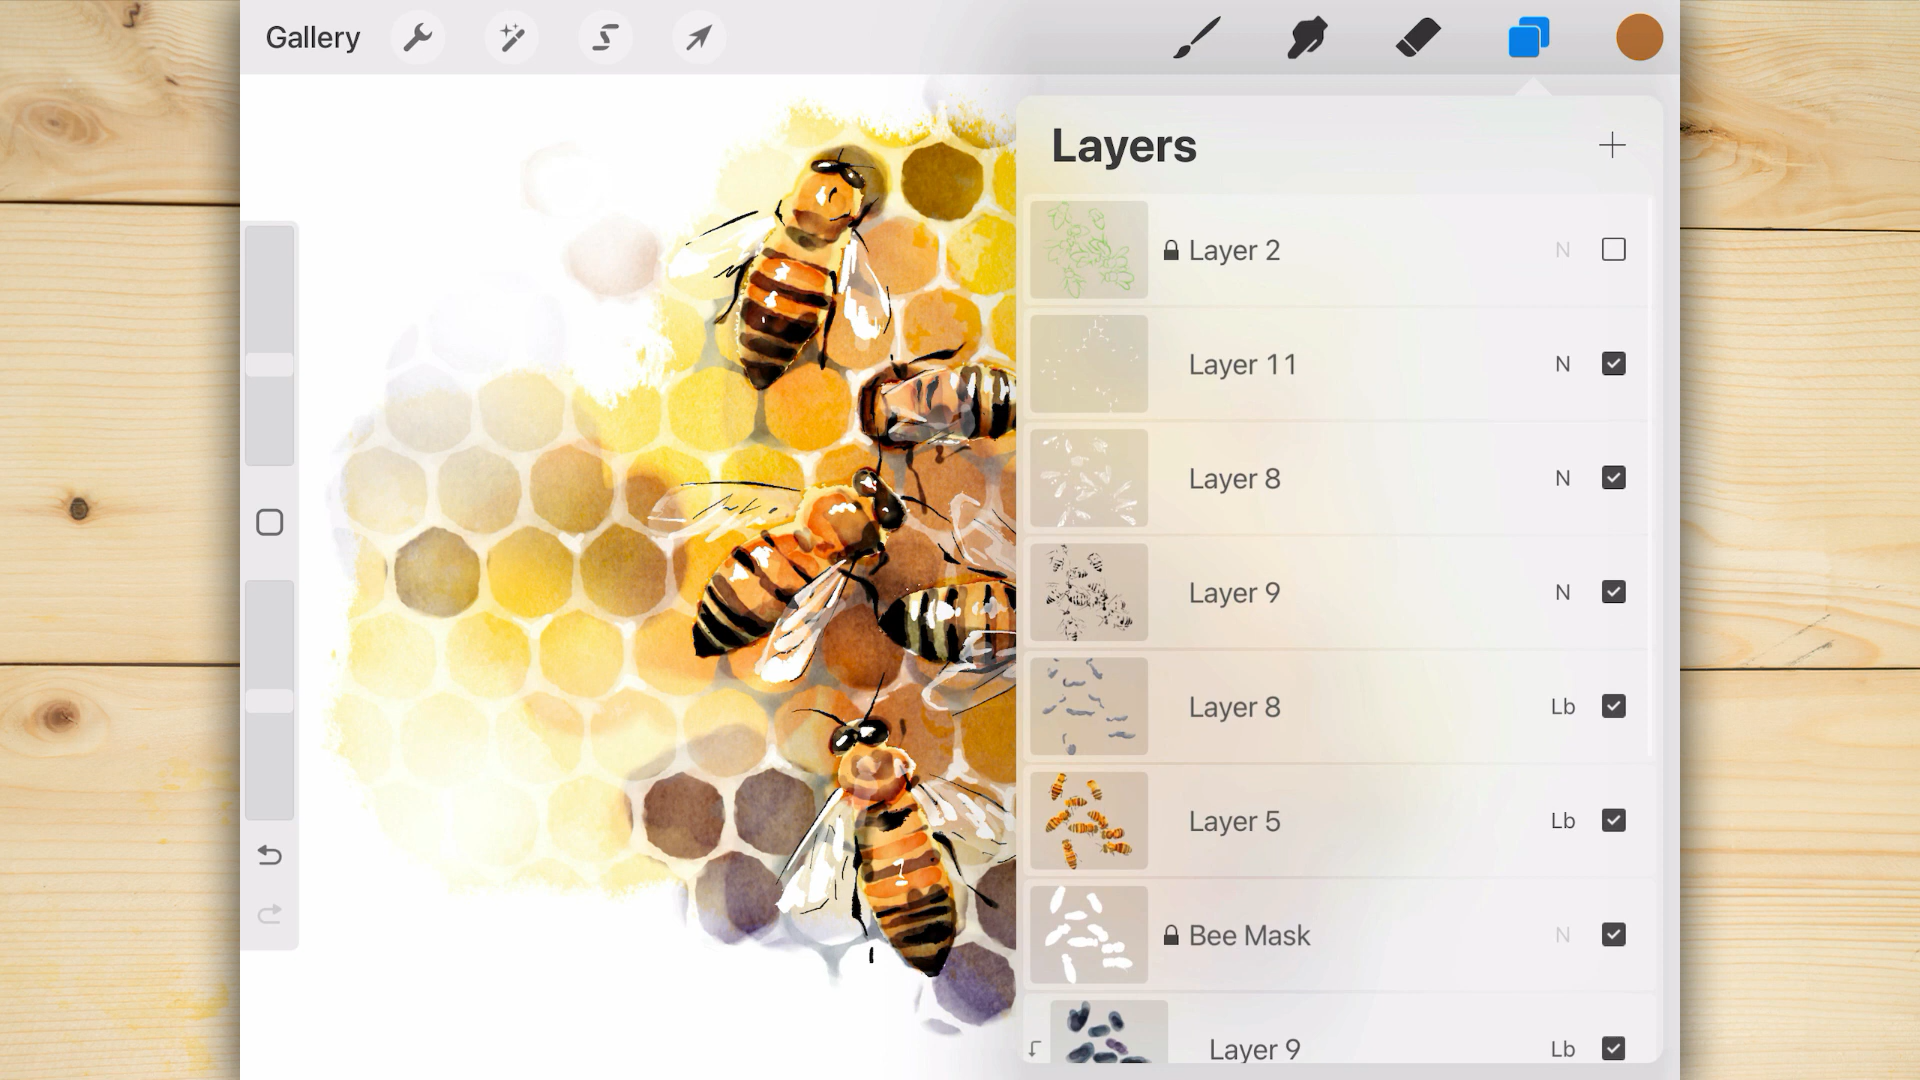 Gallery
Layers
Layer 2 N
Layer 11 N
Layer 8 N
Layer 9 N
Layer 8 Lb
Layer 5 Lb
Bee Mask N
Layer 9 Lb